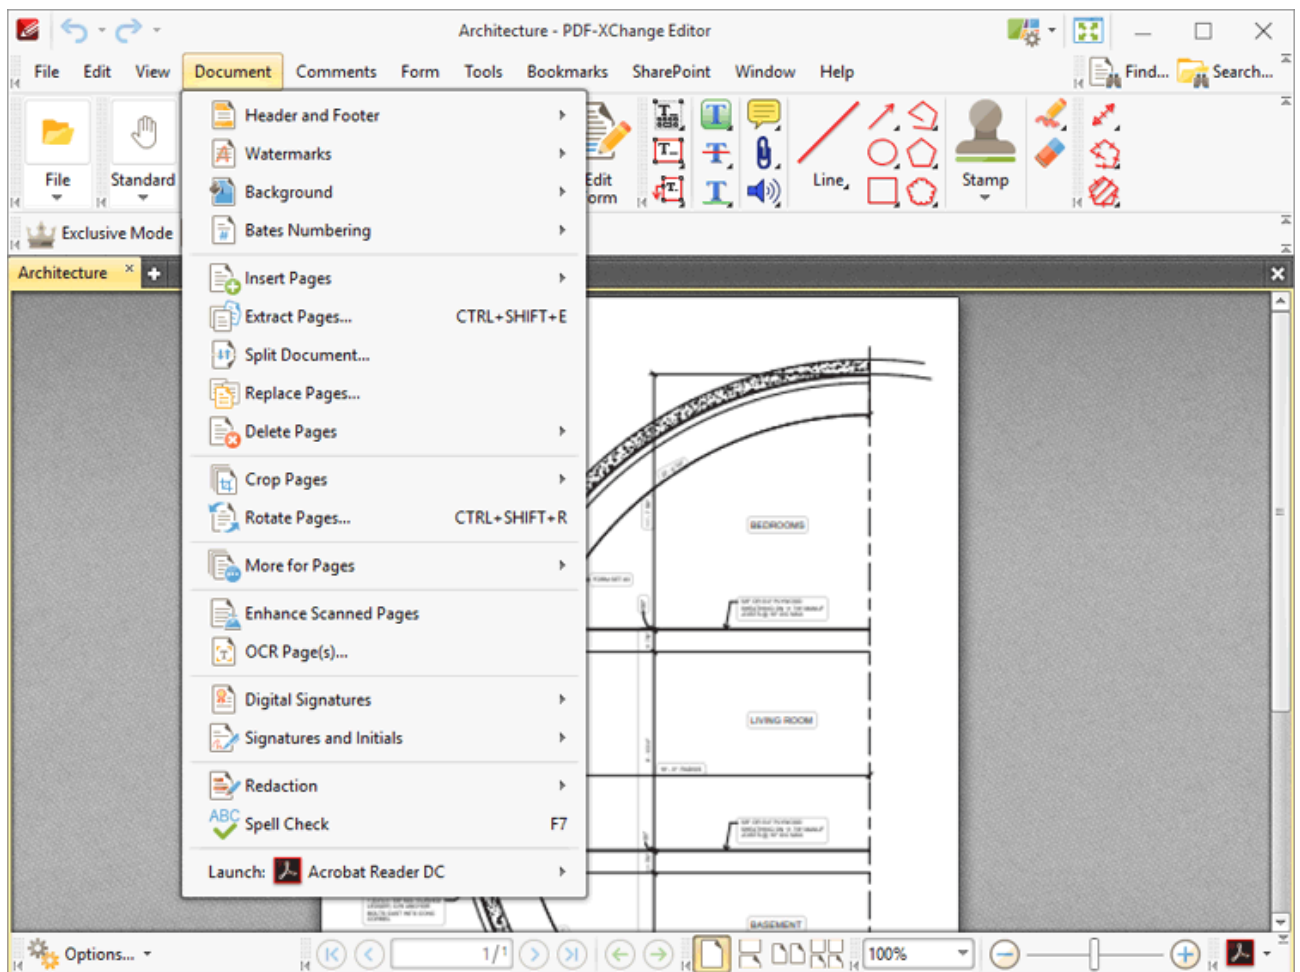 Architecture - PDF-XChange Editor
File Edit View Document Comments Form Tools Bookmarks SharePoint Window Help Find... Search...
File Standard Edit Line Stamp
Exclusive Mode
Architecture
Header and Footer
Watermarks
Background
Bates Numbering
Insert Pages
Extract Pages... CTRL+SHIFT+E
Split Document...
Replace Pages...
Delete Pages
Crop Pages
Rotate Pages... CTRL+SHIFT+R
More for Pages
Enhance Scanned Pages
OCR Page(s)...
Digital Signatures
Signatures and Initials
Redaction
ABC Spell Check F7
Launch: Acrobat Reader DC
BEDROOMS
LIVING ROOM
BASEMENT
Options... 1/1 100%